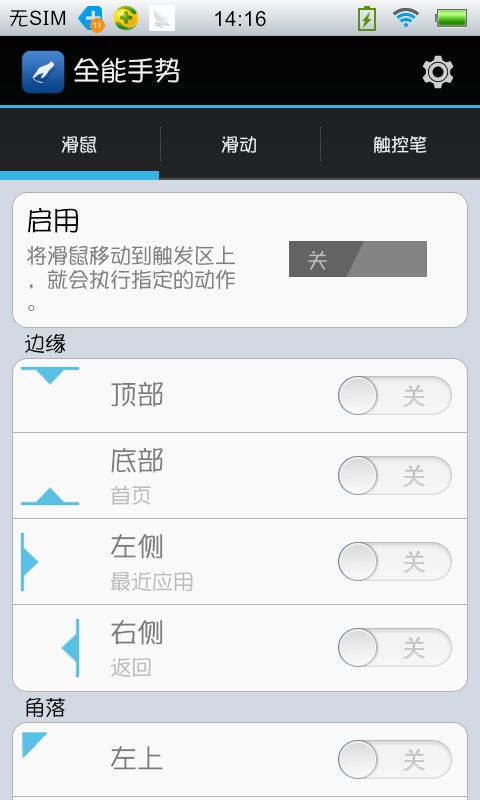 无SIM 11 14:16
全能手势
滑鼠 滑动 触控笔
启用
将滑鼠移动到触发区上
，就会执行指定的动作
。
关
边缘
顶部 关
底部 关
首页
左侧 关
最近应用
右侧 关
返回
角落
左上 关